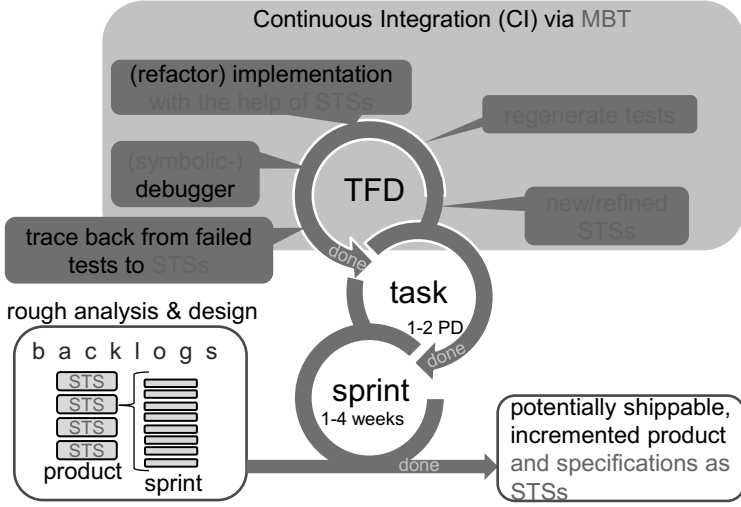 Continuous Integration (CI) via MBT
(refactor) implementation
with the help of STSs
regenerate tests
(symbolic-)
debugger
TFD
new/refined
STSs
trace back from failed
tests to STSs
done
task
1-2 PD
done
rough analysis & design
backlogs
STS
STS
STS
STS
product
sprint
sprint
1-4 weeks
done
potentially shippable,
incremented product
and specifications as
STSs